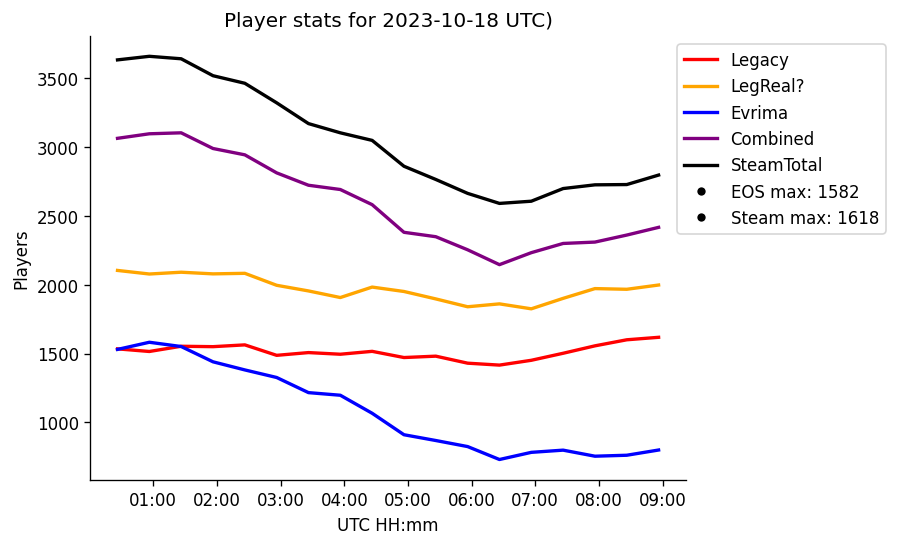 Player stats for 2023-10-18 UTC)
Legacy
LegReal?
Evrima
Combined
SteamTotal
EOS max: 1582
Steam max: 1618
Players
3500
3000
2500
2000
1500
1000
01:00 02:00 03:00 04:00 05:00 06:00 07:00 08:00 09:00
UTC HH:mm